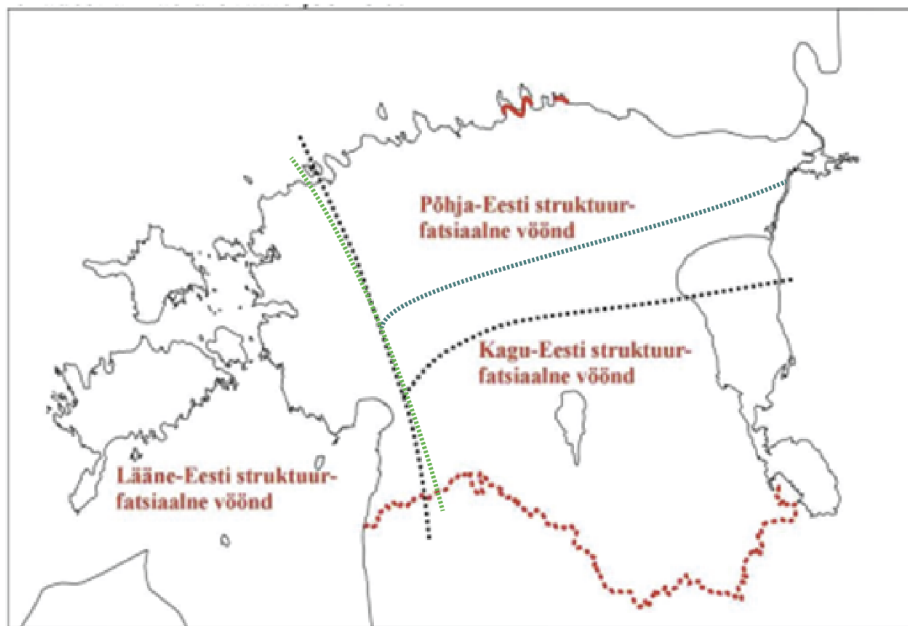 Põhja-Eesti struktuur-
fatsiaalne vöönd
Kagu-Eesti struktuur-
fatsiaalne vöönd
Lääne-Eesti struktuur-
fatsiaalne vöönd